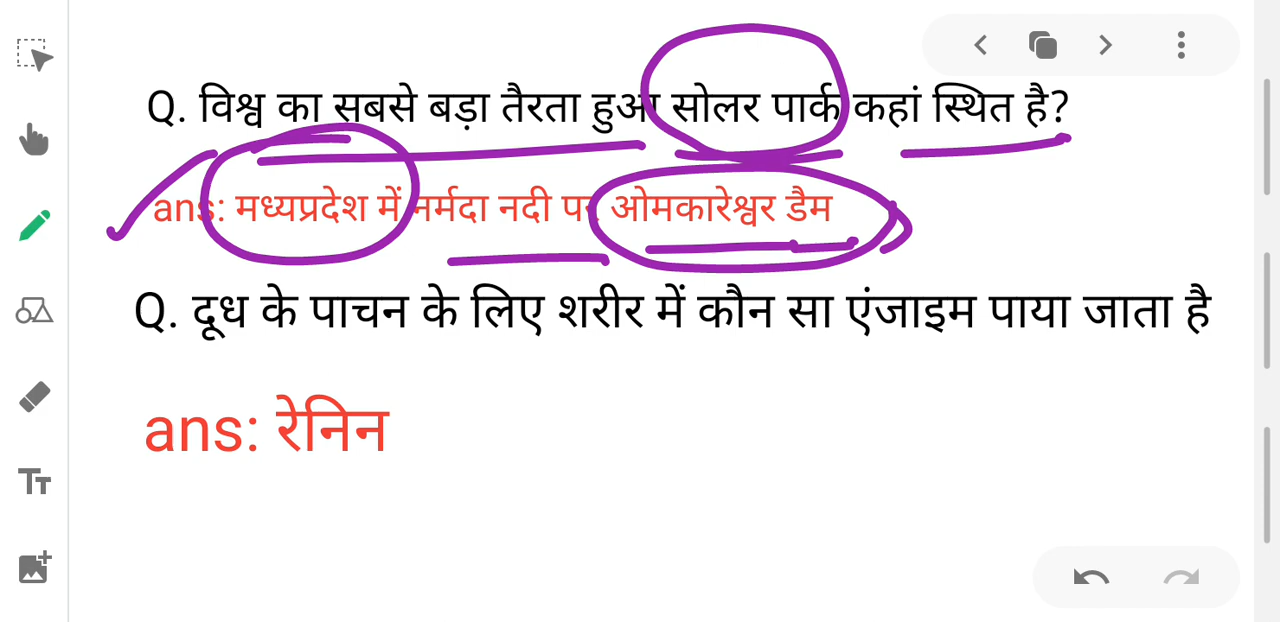 Q. विश्व का सबसे बड़ा तैरता हुआ सोलर पार्क कहां स्थित है?
ans: मध्यप्रदेश में नर्मदा नदी पर ओमकारेश्वर डैम
Q. दूध के पाचन के लिए शरीर में कौन सा एंजाइम पाया जाता है
ans: रेनिन